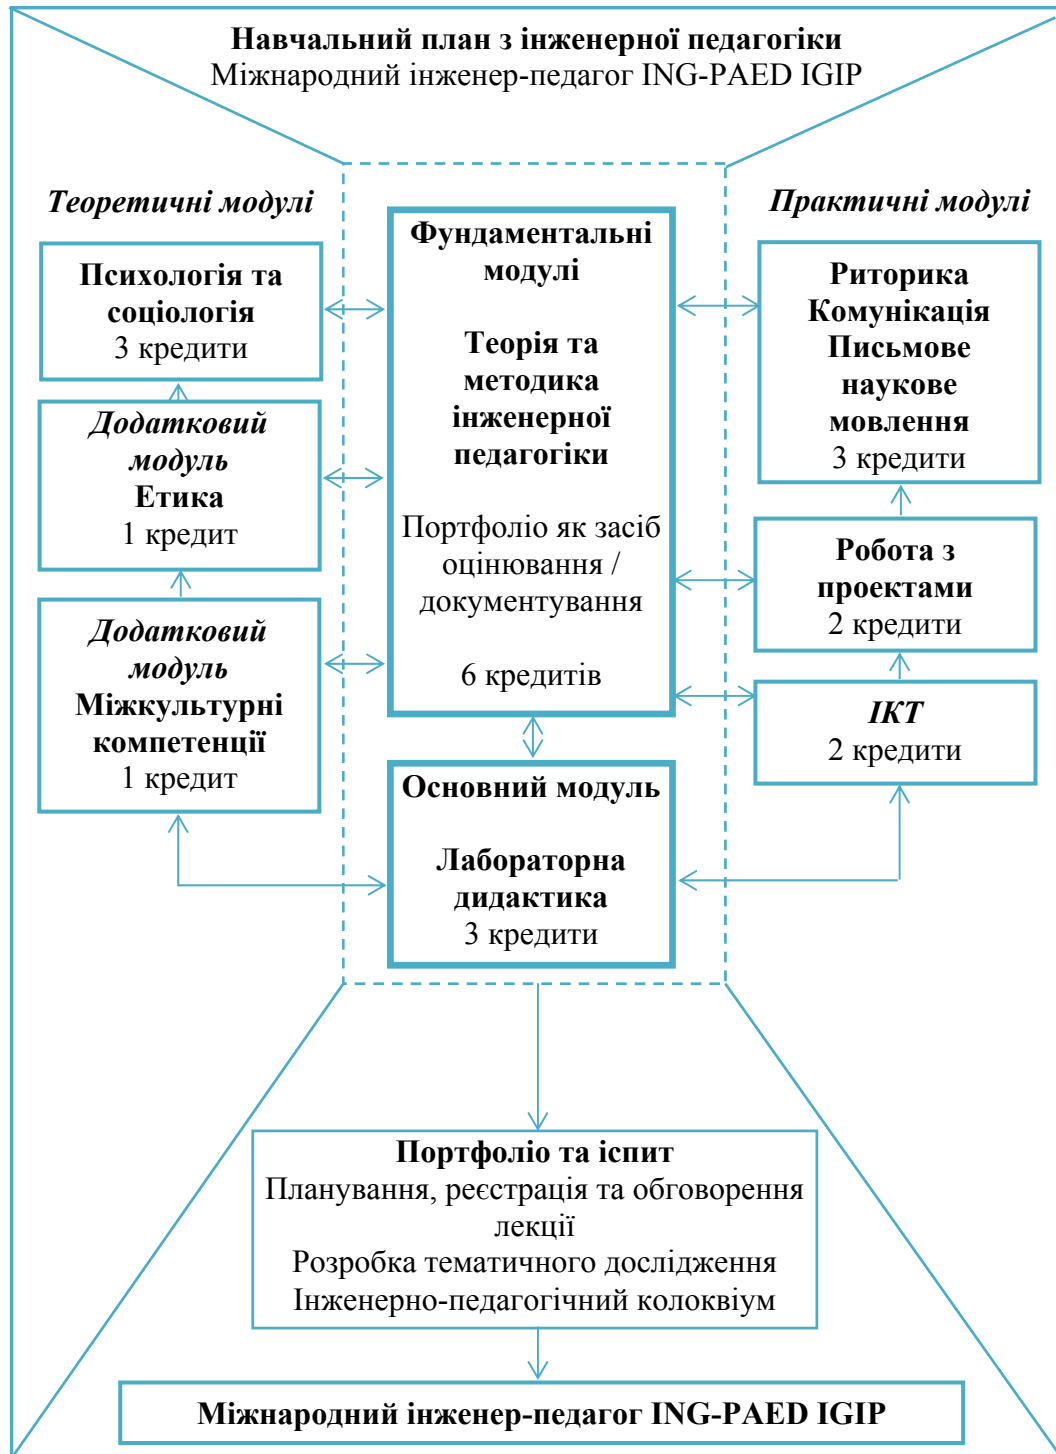 Навчальний план з інженерної педагогіки
Міжнародний інженер-педагог ING-PAED IGIP
Теоретичні модулі
Психологія та
соціологія
3 кредити
Додатковий
модуль
Етика
1 кредит
Додатковий
модуль
Міжкультурні
компетенції
1 кредит
Фундаментальні
модулі
Теорія та
методика
інженерної
педагогіки
Портфоліо як засіб
оцінювання /
документування
6 кредитів
Основний модуль
Лабораторна
дидактика
3 кредити
Практичні модулі
Риторика
Комунікація
Письмове
наукове
мовлення
3 кредити
Робота з
проектами
2 кредити
ІКТ
2 кредити
Портфоліо та іспит
Планування, реєстрація та обговорення
лекції
Розробка тематичного дослідження
Інженерно-педагогічний колоквіум
Міжнародний інженер-педагог ING-PAED IGIP